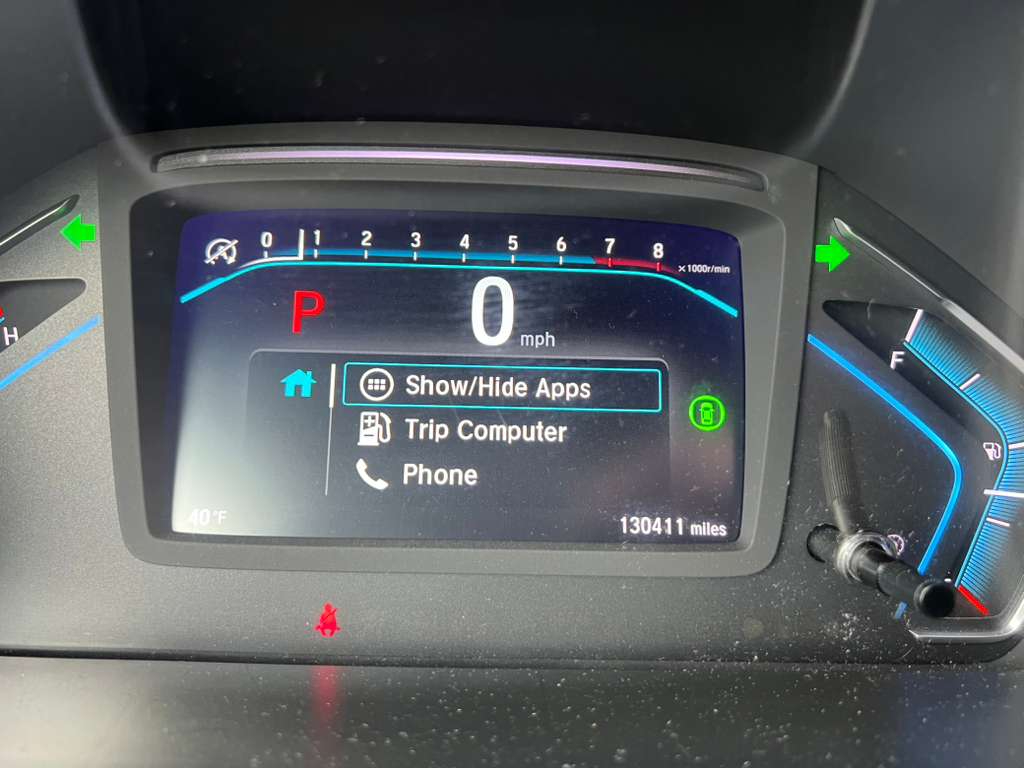 0 1 2 3 4 5 6 7 8
×1000r/min
P 0 mph
H
F
Show/Hide Apps
Trip Computer
Phone
40°F
130411 miles